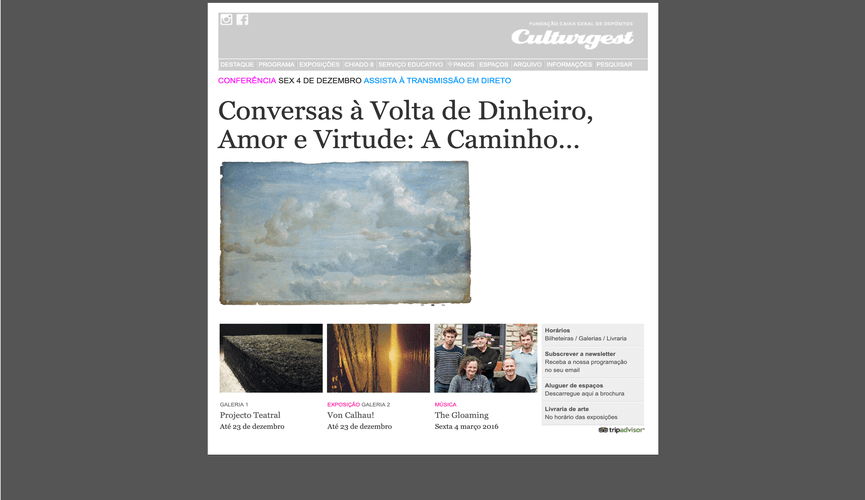 FUNDAÇÃO CAIXA GERAL DE DEPÓSITOS
Culturgest
DESTAQUE PROGRAMA EXPOSIÇÕES CHIADO 8 SERVIÇO EDUCATIVO PANOS ESPAÇOS ARQUIVO INFORMAÇÕES PESQUISAR
CONFERÊNCIA SEX 4 DE DEZEMBRO ASSISTA À TRANSMISSÃO EM DIRETO
Conversas à Volta de Dinheiro,
Amor e Virtude: A Caminho...
GALERIA 1
Projecto Teatral
Até 23 de dezembro
EXPOSIÇÃO GALERIA 2
Von Calhau!
Até 23 de dezembro
MÚSICA
The Gloaming
Sexta 4 março 2016
Horários
Bilheteiras / Galerias / Livraria
Subscrever a newsletter
Receba a nossa programação
no seu email
Aluguer de espaços
Descarregue aqui a brochura
Livraria de arte
No horário das exposições
tripadvisor